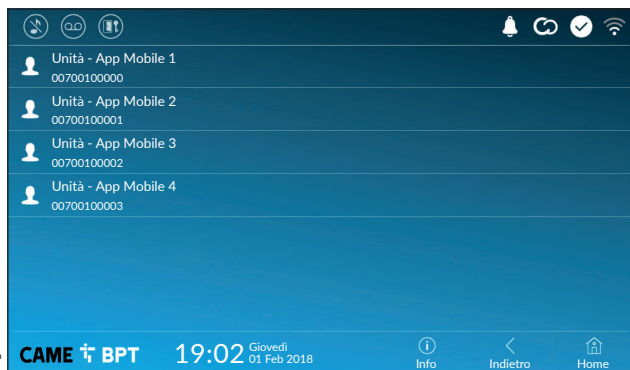 Unità - App Mobile 1
00700100000
Unità - App Mobile 2
00700100001
Unità - App Mobile 3
00700100002
Unità - App Mobile 4
00700100003
CAME BPT 19:02 Giovedì
01 Feb 2018
Info Indietro Home